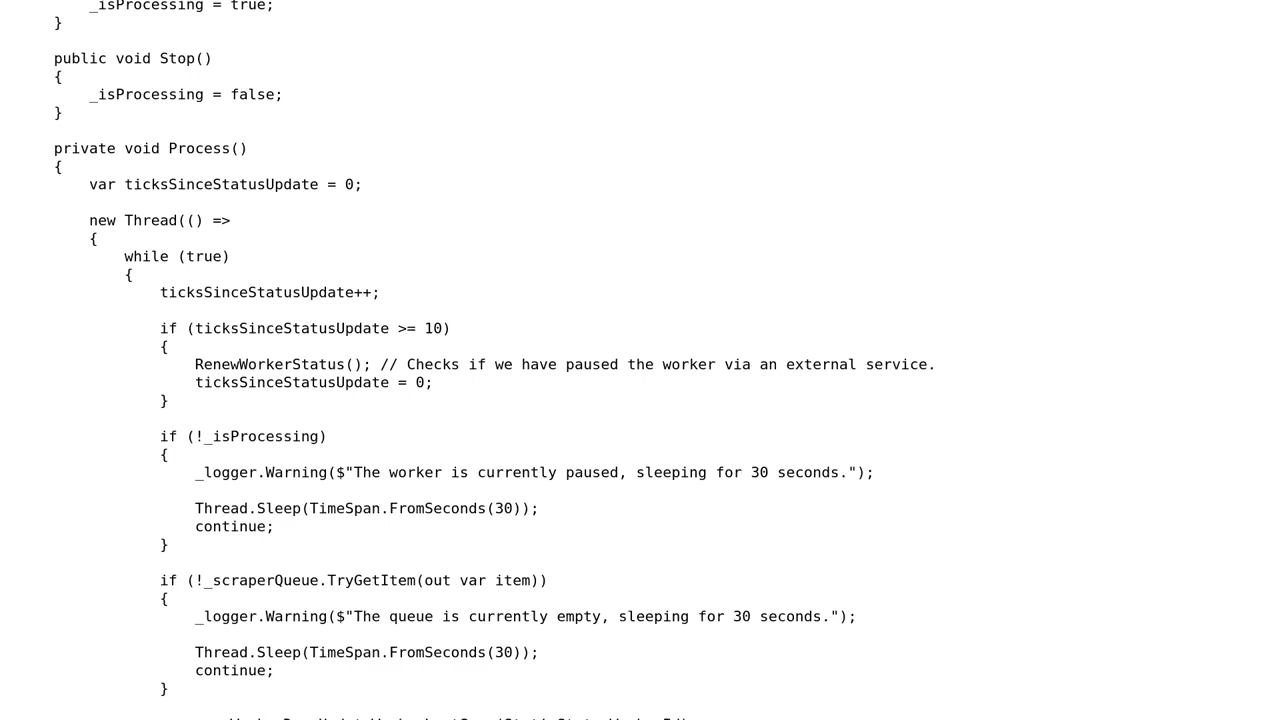 _isProcessing = true;
}
public void Stop()
{
_isProcessing = false;
}
private void Process()
{
var ticksSinceStatusUpdate = 0;
new Thread(() =>
{
while (true)
{
ticksSinceStatusUpdate++;
if (ticksSinceStatusUpdate >= 10)
{
RenewWorkerStatus(); // Checks if we have paused the worker via an external service.
ticksSinceStatusUpdate = 0;
}
if (!_isProcessing)
{
_logger.Warning($"The worker is currently paused, sleeping for 30 seconds.");
Thread.Sleep(TimeSpan.FromSeconds(30));
continue;
}
if (!_scraperQueue.TryGetItem(out var item))
{
_logger.Warning($"The queue is currently empty, sleeping for 30 seconds.");
Thread.Sleep(TimeSpan.FromSeconds(30));
continue;
}